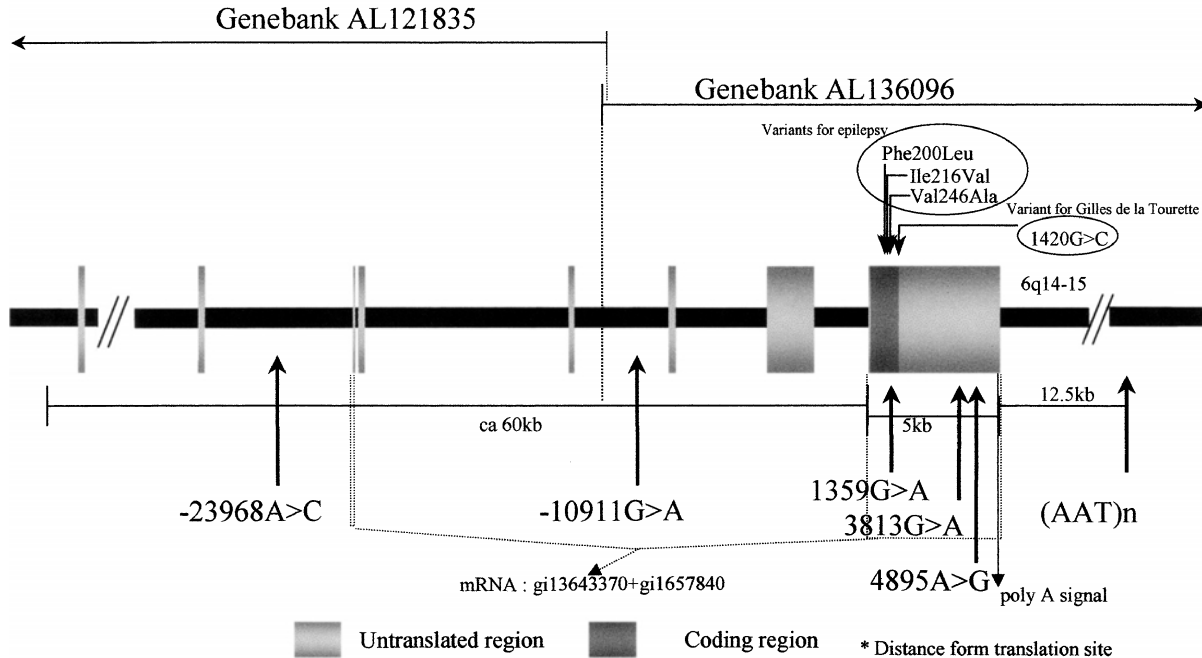 Genebank AL121835
Genebank AL136096
Variants for epilepsy
Phe200Leu
Ile216Val
Val246Ala
Variant for Gilles de la Tourette
1420G>C
6q14-15
ca 60kb
5kb
12.5kb
-23968A>C
-10911G>A
1359G>A
3813G>A
4895A>G
(AAT)n
mRNA : gi13643370+gi1657840
poly A signal
Untranslated region
Coding region
* Distance form translation site